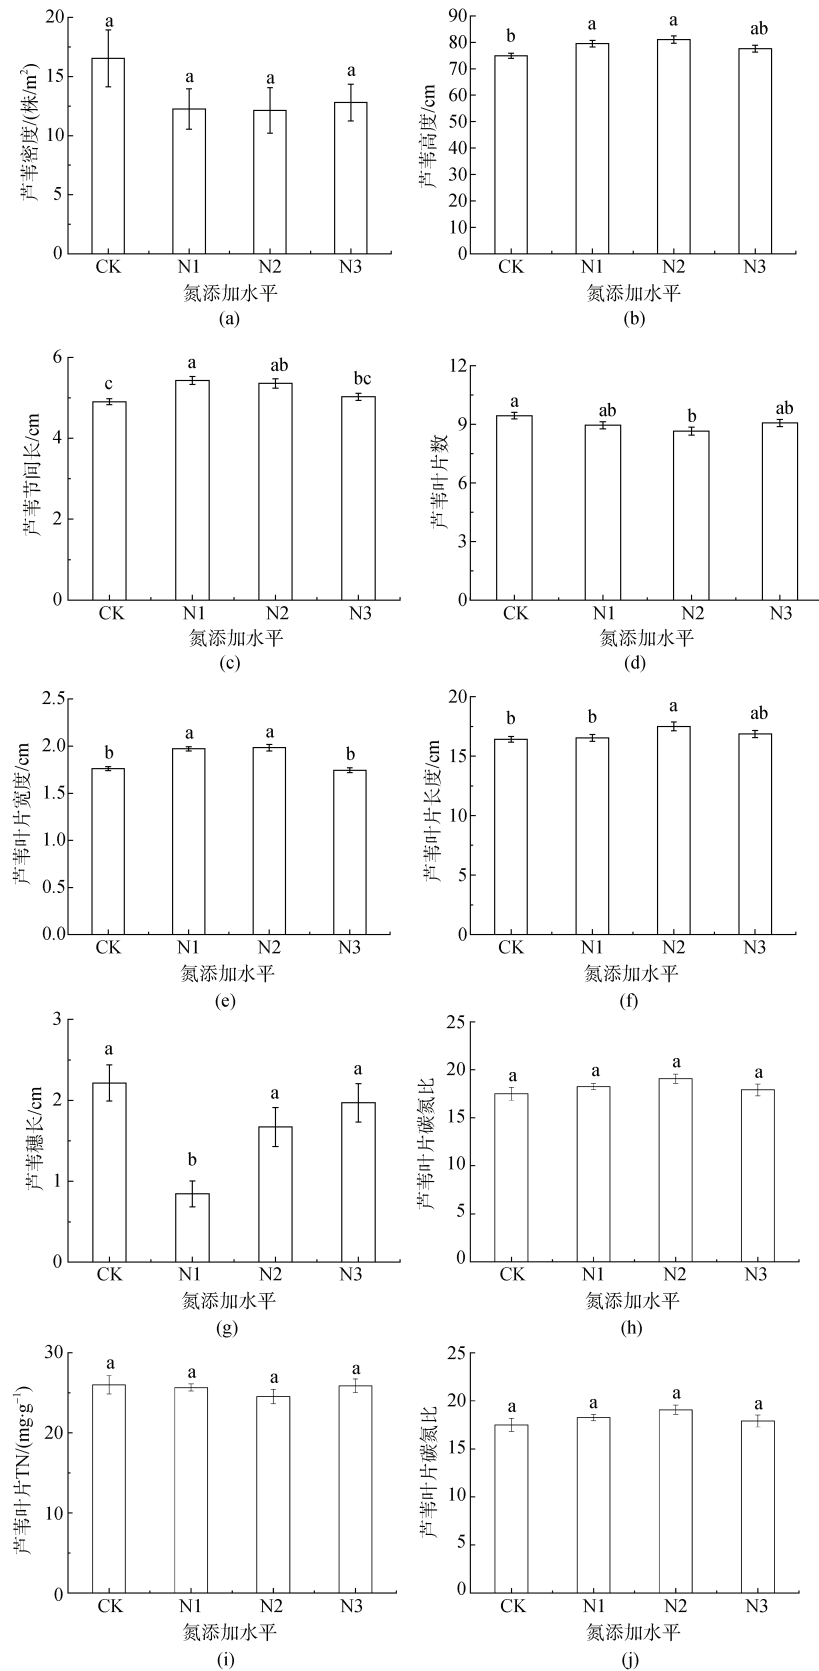 芦苇密度/(株/m²)
20
15
10
5
0
a
a
a
a
CK
N1
N2
N3
氮添加水平
(a)
芦苇高度/cm
90
80
70
60
50
40
30
20
10
0
b
a
a
ab
CK
N1
N2
N3
氮添加水平
(b)
芦苇节间长/cm
6
4
2
0
c
a
ab
bc
CK
N1
N2
N3
氮添加水平
(c)
芦苇叶片数
12
9
6
3
0
a
ab
b
ab
CK
N1
N2
N3
氮添加水平
(d)
芦苇叶片宽度/cm
2.5
2.0
1.5
1.0
0.5
0.0
b
a
a
b
CK
N1
N2
N3
氮添加水平
(e)
芦苇叶片长度/cm
20
15
10
5
0
b
b
a
ab
CK
N1
N2
N3
氮添加水平
(f)
芦苇穗长/cm
3
2
1
0
a
b
a
a
CK
N1
N2
N3
氮添加水平
(g)
芦苇叶片碳氮比
25
20
15
10
5
0
a
a
a
a
CK
N1
N2
N3
氮添加水平
(h)
芦苇叶片TN/(mg·g⁻¹)
30
20
10
0
a
a
a
a
CK
N1
N2
N3
氮添加水平
(i)
芦苇叶片碳氮比
25
20
15
10
5
0
a
a
a
a
CK
N1
N2
N3
氮添加水平
(j)